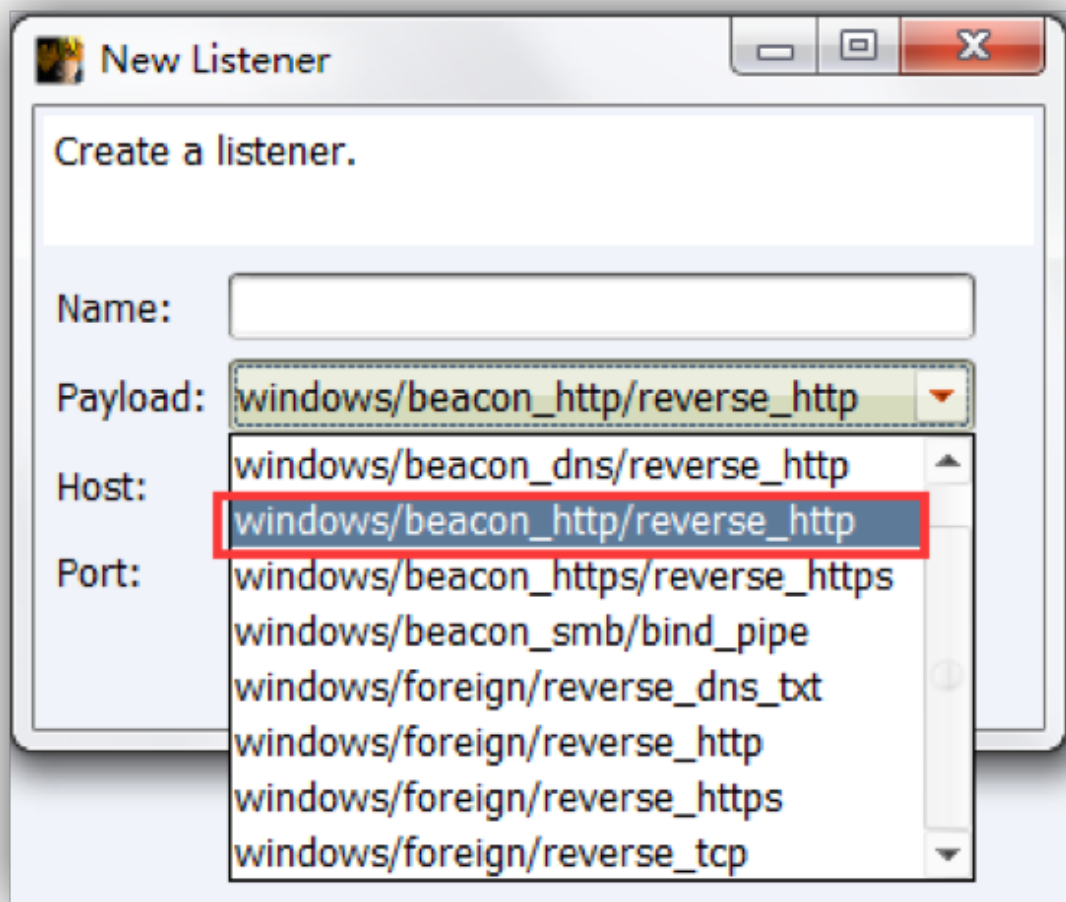 New Listener
Create a listener.
Name:
Payload: windows/beacon_http/reverse_http
windows/beacon_dns/reverse_http
Host:
windows/beacon_http/reverse_http
Port:
windows/beacon_https/reverse_https
windows/beacon_smb/bind_pipe
windows/foreign/reverse_dns_txt
windows/foreign/reverse_http
windows/foreign/reverse_https
windows/foreign/reverse_tcp